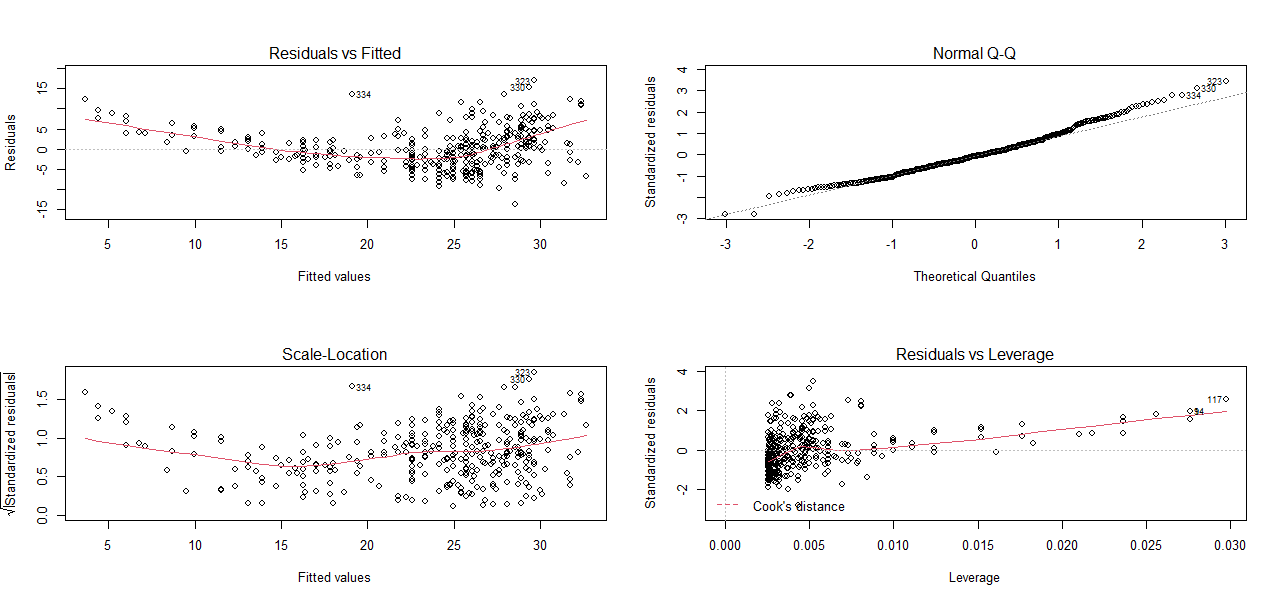 Residuals vs Fitted
Residuals
15
5
0
-5
-15
323
330
334
5 10 15 20 25 30
Fitted values
Normal Q-Q
Standardized residuals
4
3
2
1
0
-1
-3
323
330
334
-3 -2 -1 0 1 2 3
Theoretical Quantiles
Scale-Location
√|Standardized residuals|
1.5
1.0
0.5
0.0
323
330
334
5 10 15 20 25 30
Fitted values
Residuals vs Leverage
Standardized residuals
4
2
0
-2
117
94
Cook's distance
0.000 0.005 0.010 0.015 0.020 0.025 0.030
Leverage